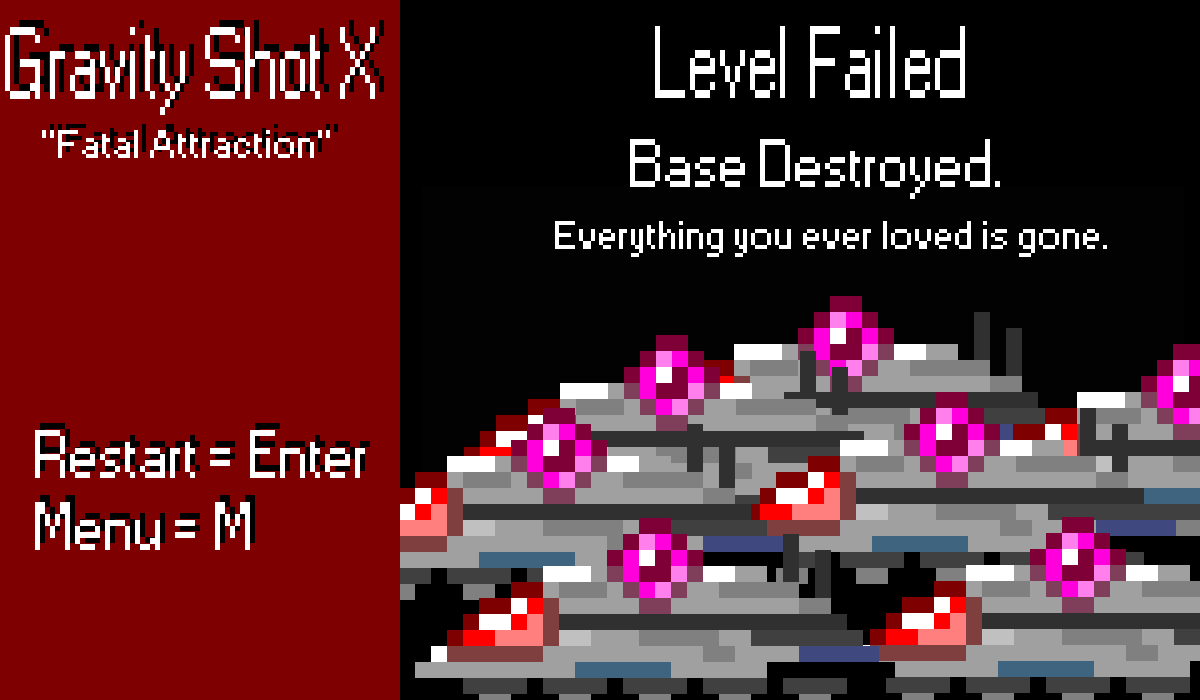 Gravity Shot X
"Fatal Attraction"
Restart = Enter
Menu = M
Level Failed
Base Destroyed.
Everything you ever loved is gone.